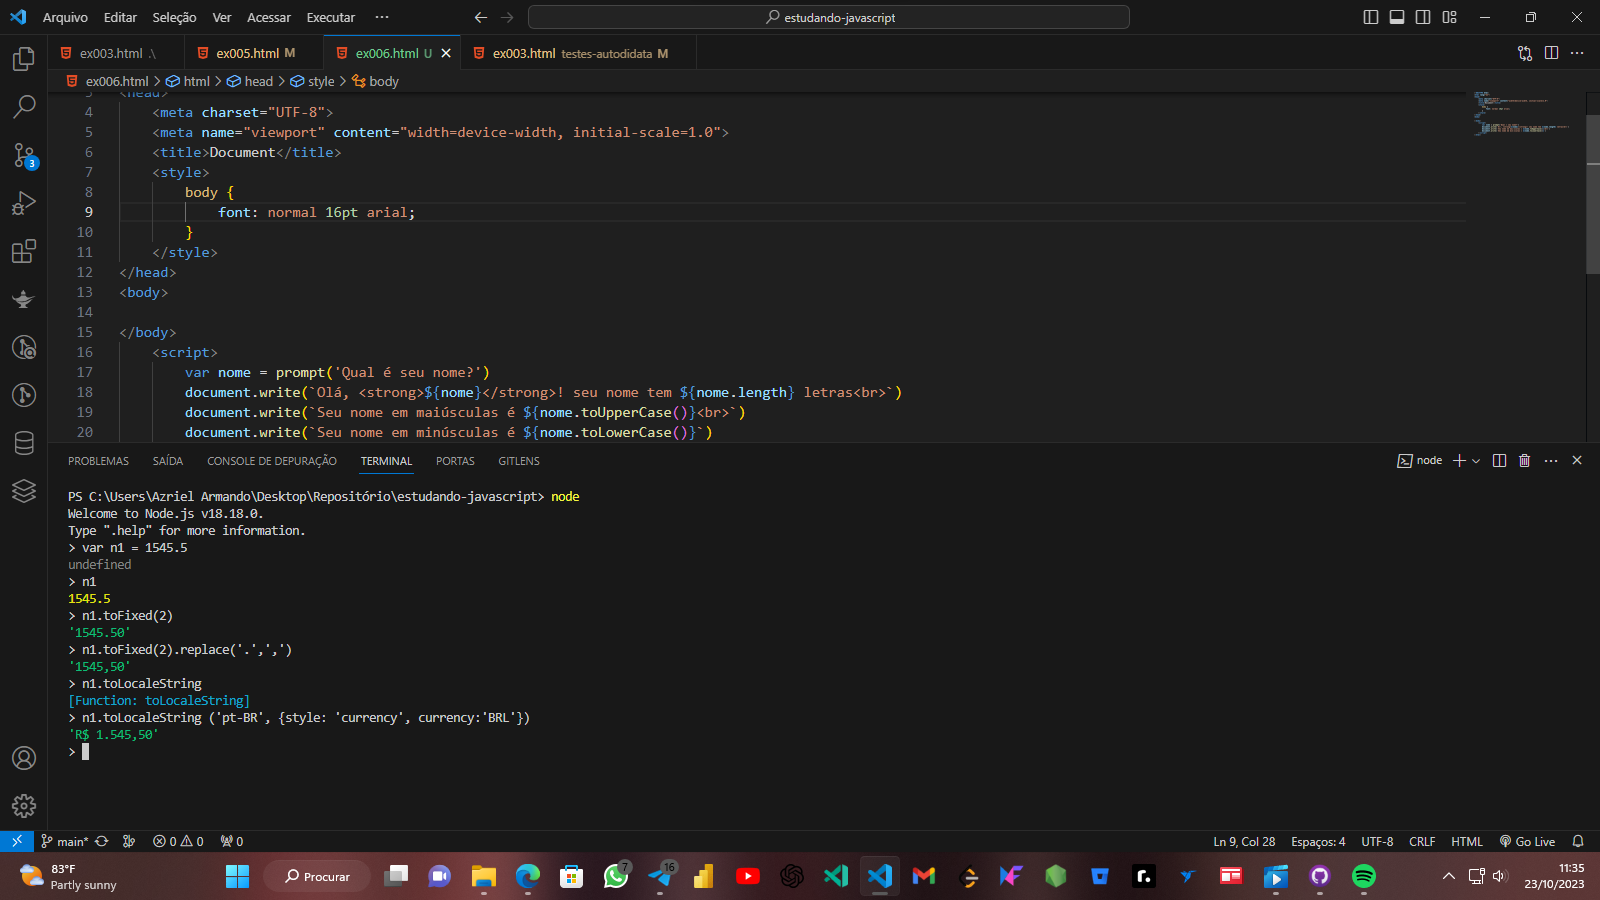 Arquivo Editar Seleção Ver Acessar Executar ···
estudando-javascript
ex003.html .\ ex005.html M ex006.html U ex003.html testes-autodidata M
ex006.html > html > head > style > body
3 <head>
4 <meta charset="UTF-8">
5 <meta name="viewport" content="width=device-width, initial-scale=1.0">
6 <title>Document</title>
7 <style>
8 body {
9 font: normal 16pt arial;
10 }
11 </style>
12 </head>
13 <body>
14
15 </body>
16 <script>
17 var nome = prompt('Qual é seu nome?')
18 document.write(`Olá, <strong>${nome}</strong>! seu nome tem ${nome.length} letras<br>`)
19 document.write(`Seu nome em maiúsculas é ${nome.toUpperCase()}<br>`)
20 document.write(`Seu nome em minúsculas é ${nome.toLowerCase()}`)
3
PROBLEMAS SAÍDA CONSOLE DE DEPURAÇÃO TERMINAL PORTAS GITLENS
node
PS C:\Users\Azriel Armando\Desktop\Repositório\estudando-javascript> node
Welcome to Node.js v18.18.0.
Type ".help" for more information.
> var n1 = 1545.5
undefined
> n1
1545.5
> n1.toFixed(2)
'1545.50'
> n1.toFixed(2).replace('.',',')
'1545,50'
> n1.toLocaleString
[Function: toLocaleString]
> n1.toLocaleString ('pt-BR', {style: 'currency', currency:'BRL'})
'R$ 1.545,50'
>
main* 0 0 0
Ln 9, Col 28 Espaços: 4 UTF-8 CRLF HTML Go Live
83°F
Partly sunny
Procurar
7
16
11:35
23/10/2023